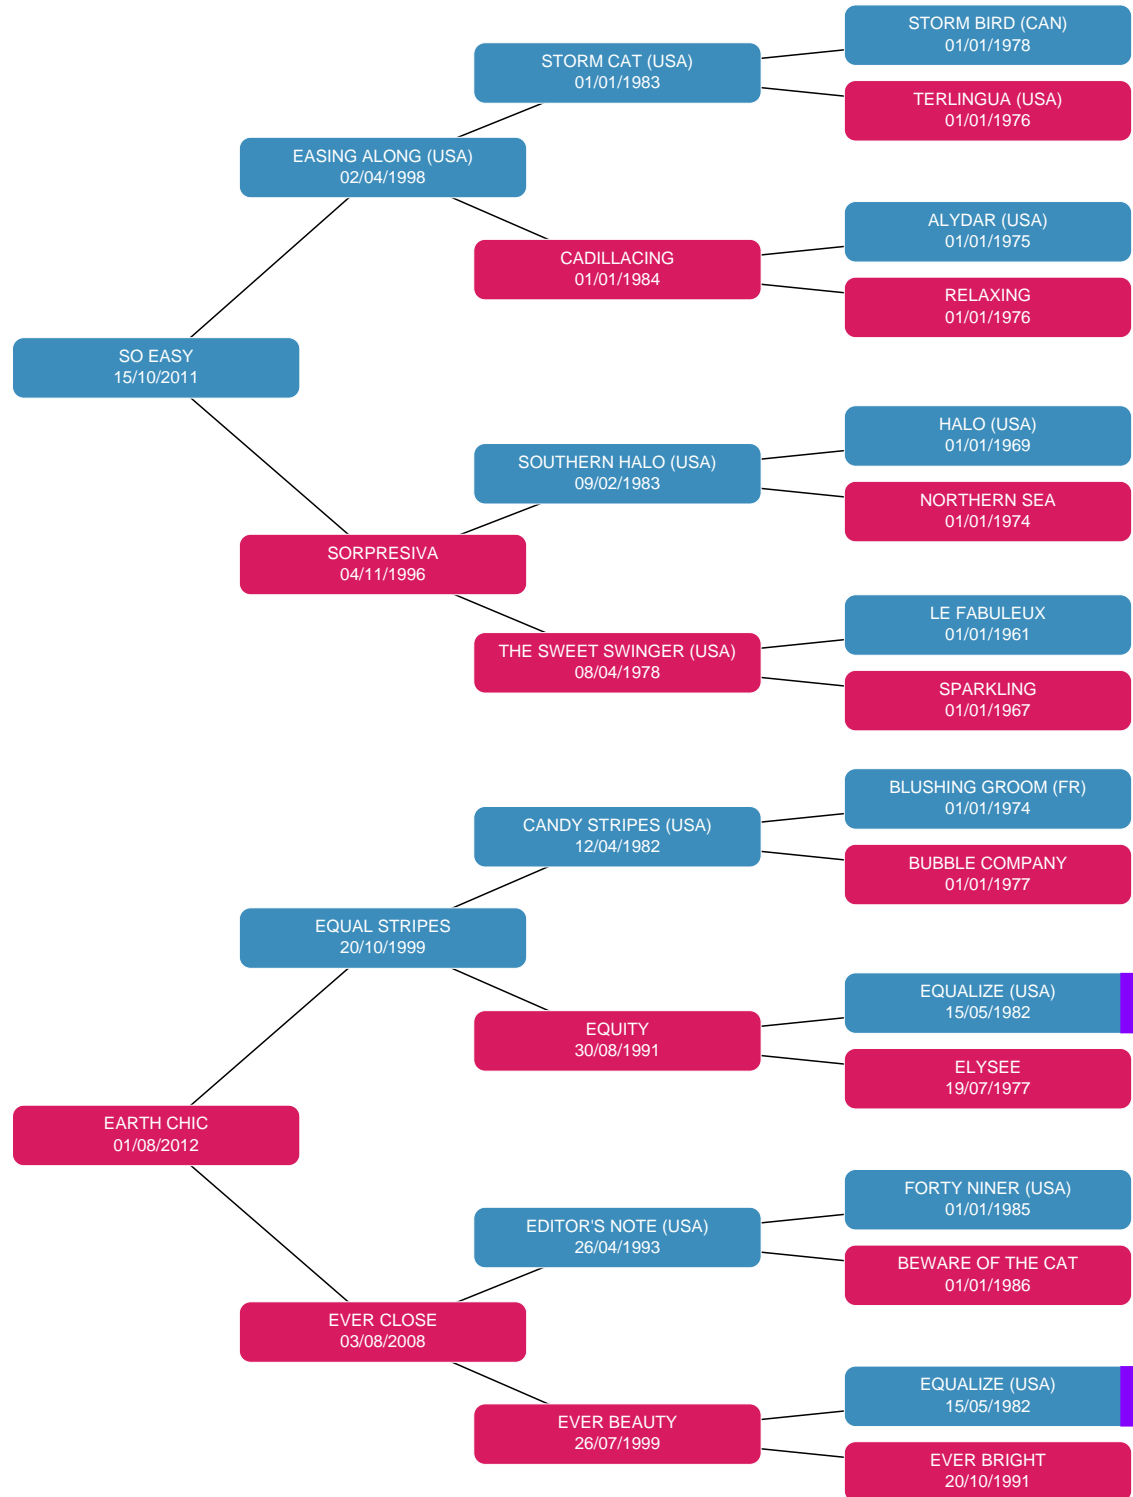 STORM BIRD (CAN)
01/01/1978
STORM CAT (USA)
01/01/1983
TERLINGUA (USA)
01/01/1976
EASING ALONG (USA)
02/04/1998
ALYDAR (USA)
01/01/1975
CADILLACING
01/01/1984
RELAXING
01/01/1976
SO EASY
15/10/2011
HALO (USA)
01/01/1969
SOUTHERN HALO (USA)
09/02/1983
NORTHERN SEA
01/01/1974
SORPRESIVA
04/11/1996
LE FABULEUX
01/01/1961
THE SWEET SWINGER (USA)
08/04/1978
SPARKLING
01/01/1967
BLUSHING GROOM (FR)
01/01/1974
CANDY STRIPES (USA)
12/04/1982
BUBBLE COMPANY
01/01/1977
EQUAL STRIPES
20/10/1999
EQUALIZE (USA)
15/05/1982
EQUITY
30/08/1991
ELYSEE
19/07/1977
EARTH CHIC
01/08/2012
FORTY NINER (USA)
01/01/1985
EDITOR'S NOTE (USA)
26/04/1993
BEWARE OF THE CAT
01/01/1986
EVER CLOSE
03/08/2008
EQUALIZE (USA)
15/05/1982
EVER BEAUTY
26/07/1999
EVER BRIGHT
20/10/1991